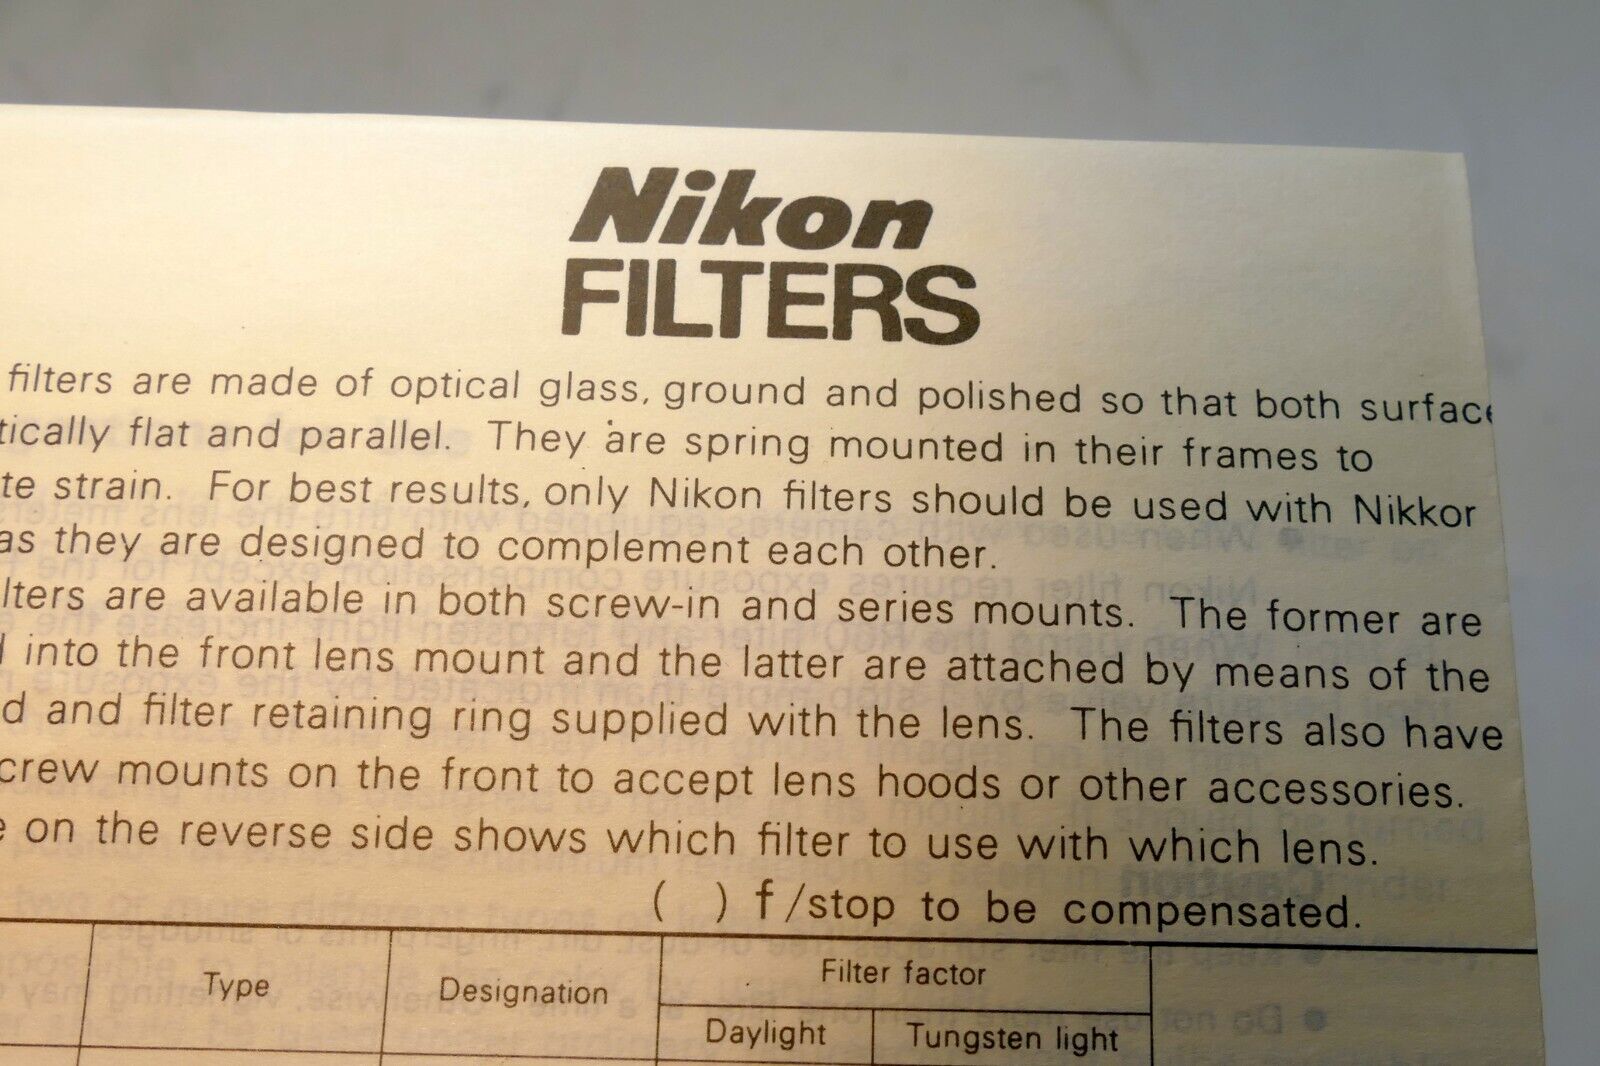 Nikon
FILTERS
filters are made of optical glass, ground and polished so that both surface
tically flat and parallel. They are spring mounted in their frames to
te strain. For best results, only Nikon filters should be used with Nikkor
as they are designed to complement each other.
lters are available in both screw-in and series mounts. The former are
into the front lens mount and the latter are attached by means of the
d and filter retaining ring supplied with the lens. The filters also have
crew mounts on the front to accept lens hoods or other accessories.
e on the reverse side shows which filter to use with which lens.
( ) f/stop to be compensated.
Type Designation Filter factor
Daylight Tungsten light